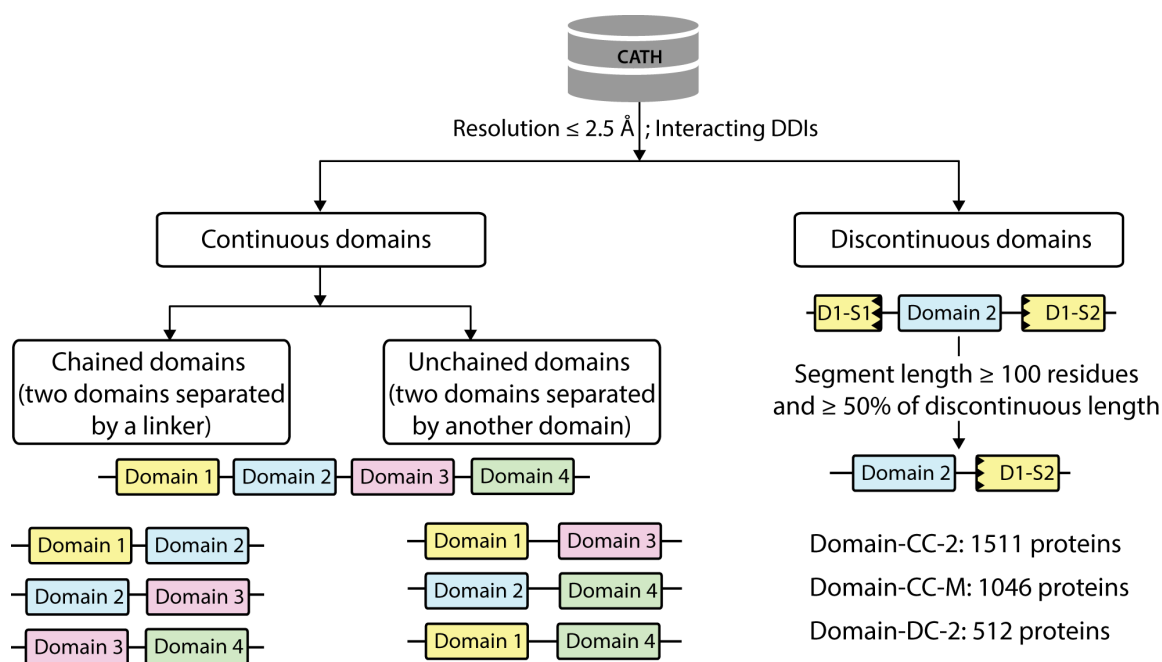 CATH
Resolution ≤ 2.5 Å ; Interacting DDIs
Continuous domains
Discontinuous domains
Chained domains
(two domains separated
by a linker)
Unchained domains
(two domains separated
by another domain)
D1-S1
Domain 2
D1-S2
Segment length ≥ 100 residues
and ≥ 50% of discontinuous length
Domain 2
D1-S2
Domain 1
Domain 2
Domain 3
Domain 4
Domain 1
Domain 2
Domain 2
Domain 3
Domain 3
Domain 4
Domain 1
Domain 3
Domain 2
Domain 4
Domain 1
Domain 4
Domain-CC-2: 1511 proteins
Domain-CC-M: 1046 proteins
Domain-DC-2: 512 proteins